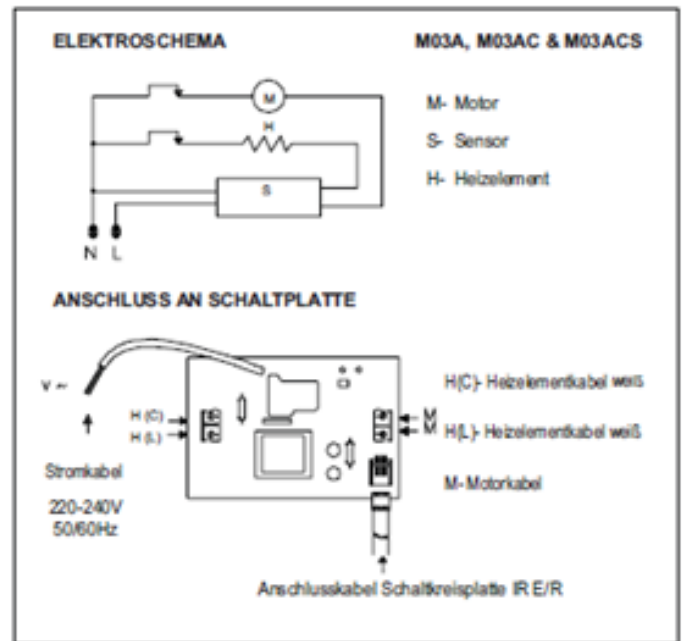 ELEKTROSCHEMA
M03A, M03AC & M03ACS
M
H
S
N L
M- Motor
S- Sensor
H- Heizelement
ANSCHLUSS AN SCHALTPLATTE
V ~
H (C)
H (L)
M
M
Stromkabel
220-240V
50/60Hz
H(C)- Heizelementkabel weiß
H(L)- Heizelementkabel weiß
M- Motorkabel
Anschlusskabel Schaltkreisplatte IR E/R